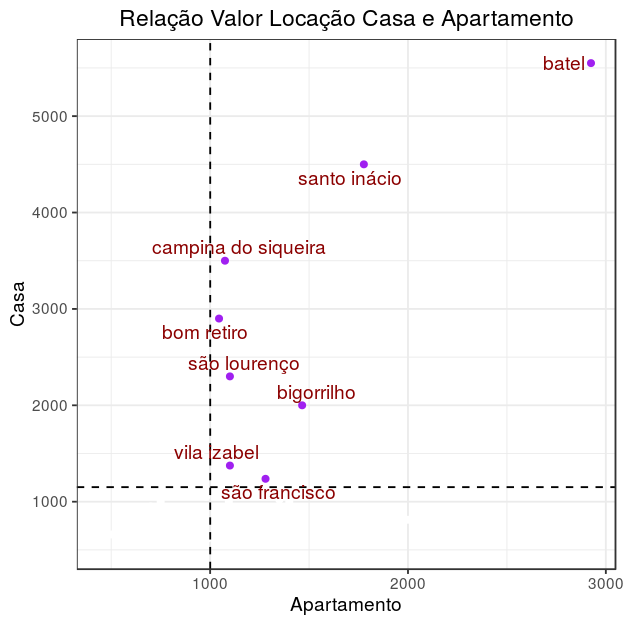 Relação Valor Locação Casa e Apartamento
batel
5000
santo inácio
4000
campina do siqueira
Casa
3000
bom retiro
são lourenço
bigorrilho
2000
vila izabel
são francisco
1000
1000 2000 3000
Apartamento